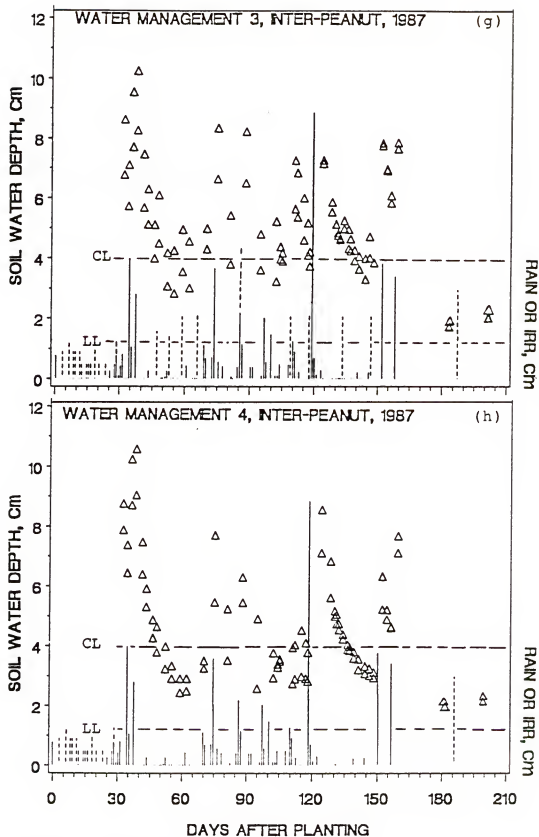 WATER MANAGEMENT 3, INTER-PEANUT, 1987 (g)
12
10
8
6
4
2
0
SOIL WATER DEPTH, cm
CL
LL
RAIN OR IRR, cm
WATER MANAGEMENT 4, INTER-PEANUT, 1987 (h)
12
10
8
6
4
2
0
SOIL WATER DEPTH, cm
CL
LL
RAIN OR IRR, cm
0 30 60 90 120 150 180 210
DAYS AFTER PLANTING